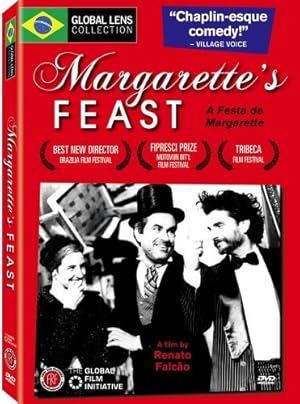 GLOBAL LENS
COLLECTION
“Chaplin-esque
comedy!”
– VILLAGE VOICE
Margarette's
FEAST
A Festa de
Margarette
BEST NEW DIRECTOR
BRAZILIA FILM FESTIVAL
FIPRESCI PRIZE
MOTOVUN INT'L
FILM FESTIVAL
TRIBECA
FILM FESTIVAL
A film by
Renato
Falcão
THE
GLOBAL
FILM
INITIATIVE
DVD
Margarette's
FEAST
FRF
DVD